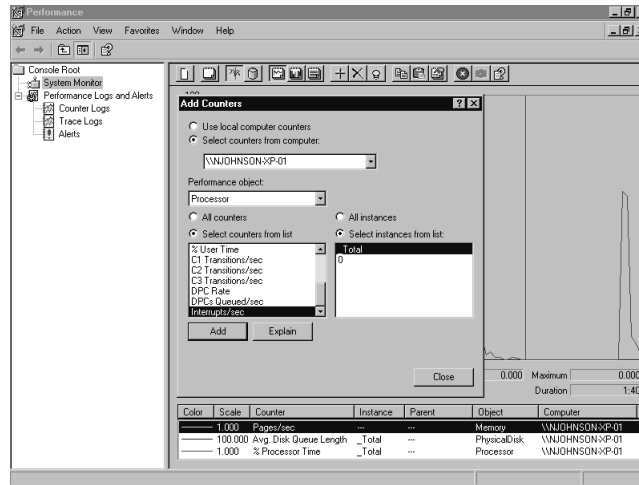 Performance
File Action View Favorites Window Help
Console Root
System Monitor
Performance Logs and Alerts
Counter Logs
Trace Logs
Alerts
100
Add Counters
Use local computer counters
Select counters from computer:
\\NJOHNSON-XP-01
Performance object:
Processor
All counters
All instances
Select counters from list
Select instances from list:
% User Time
C1 Transitions/sec
C2 Transitions/sec
C3 Transitions/sec
DPC Rate
DPCs Queued/sec
Interrupts/sec
_Total
0
Add Explain
Close
0.000 Maximum 0.000
Duration 1:40
Color Scale Counter Instance Parent Object Computer
1.000 Pages/sec --- --- Memory \\NJOHNSON-XP-01
100.000 Avg. Disk Queue Length _Total --- PhysicalDisk \\NJOHNSON-XP-01
1.000 % Processor Time _Total --- Processor \\NJOHNSON-XP-01